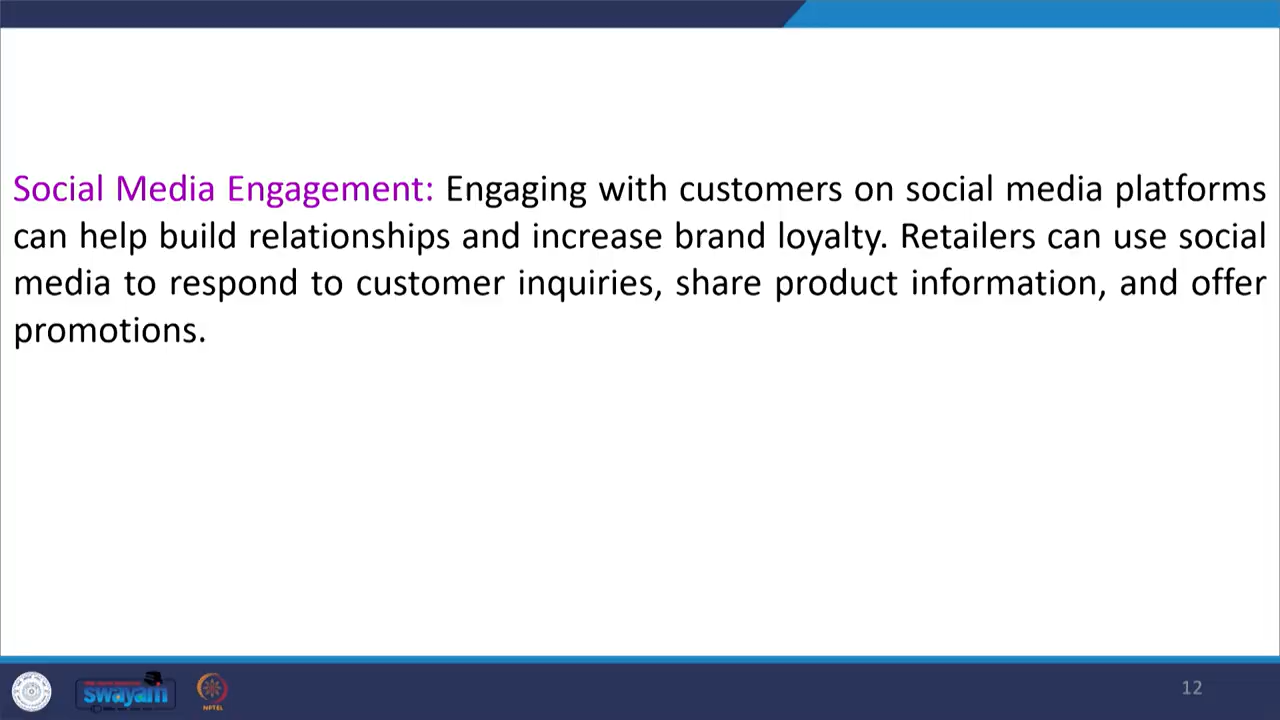 Social Media Engagement: Engaging with customers on social media platforms
can help build relationships and increase brand loyalty. Retailers can use social
media to respond to customer inquiries, share product information, and offer
promotions.
swayam
NPTEL
12